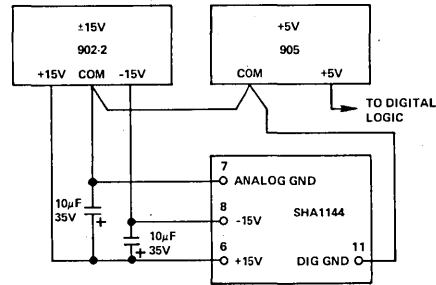 ±15V
902-2
+15V COM -15V
+5V
905
COM +5V
TO DIGITAL
LOGIC
7
ANALOG GND
10μF
35V
+
8
-15V
SHA1144
10μF
35V
+
6
+15V
11
DIG GND